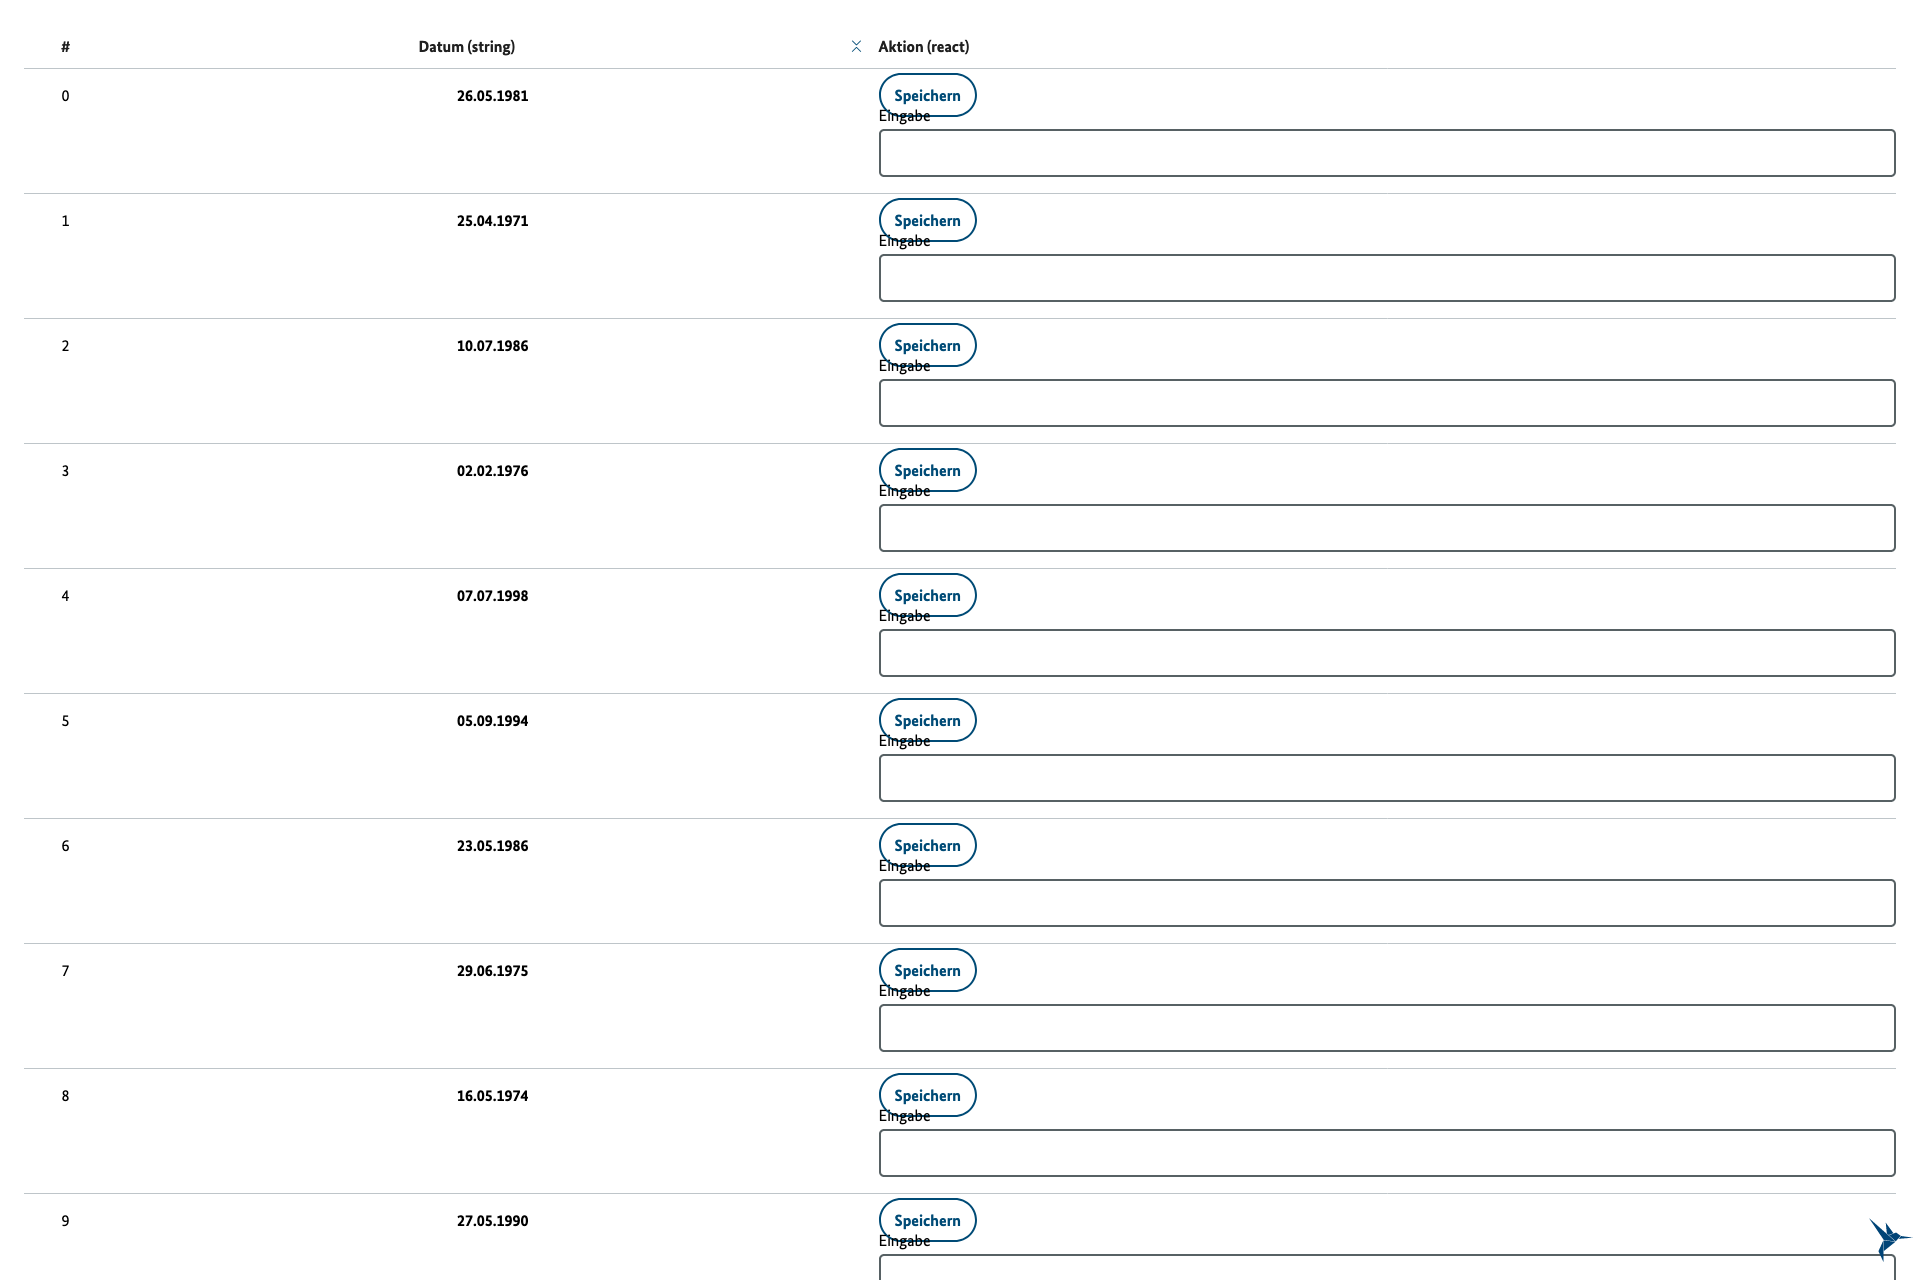 # Datum (string) Aktion (react)
0 26.05.1981 Speichern
Eingabe
1 25.04.1971 Speichern
Eingabe
2 10.07.1986 Speichern
Eingabe
3 02.02.1976 Speichern
Eingabe
4 07.07.1998 Speichern
Eingabe
5 05.09.1994 Speichern
Eingabe
6 23.05.1986 Speichern
Eingabe
7 29.06.1975 Speichern
Eingabe
8 16.05.1974 Speichern
Eingabe
9 27.05.1990 Speichern
Eingabe